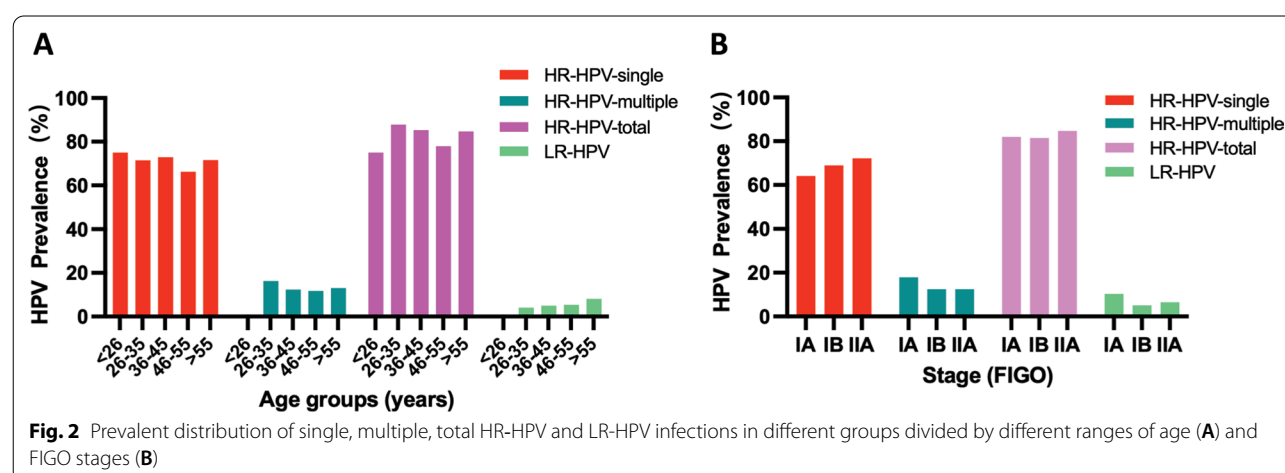 A
HR-HPV-single
HR-HPV-multiple
HR-HPV-total
LR-HPV
HPV Prevalence (%)
100
80
60
40
20
0
<26 26-35 36-45 46-55 >55 <26 26-35 36-45 46-55 >55 <26 26-35 36-45 46-55 >55 <26 26-35 36-45 46-55 >55
Age groups (years)
B
HR-HPV-single
HR-HPV-multiple
HR-HPV-total
LR-HPV
HPV Prevalence (%)
100
80
60
40
20
0
IA IB IIA IA IB IIA IA IB IIA IA IB IIA
Stage (FIGO)
Fig. 2 Prevalent distribution of single, multiple, total HR-HPV and LR-HPV infections in different groups divided by different ranges of age (A) and
FIGO stages (B)